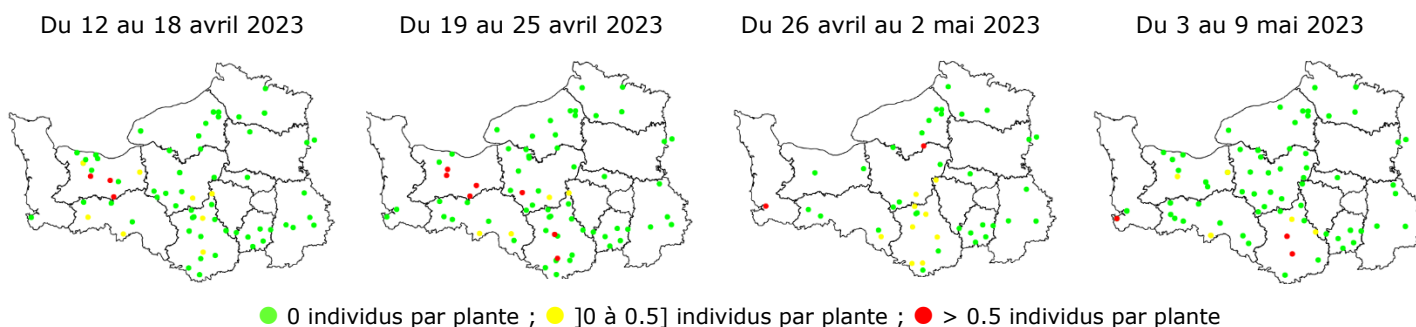 Du 12 au 18 avril 2023
Du 19 au 25 avril 2023
Du 26 avril au 2 mai 2023
Du 3 au 9 mai 2023
0 individus par plante ; ]0 à 0.5] individus par plante ; > 0.5 individus par plante